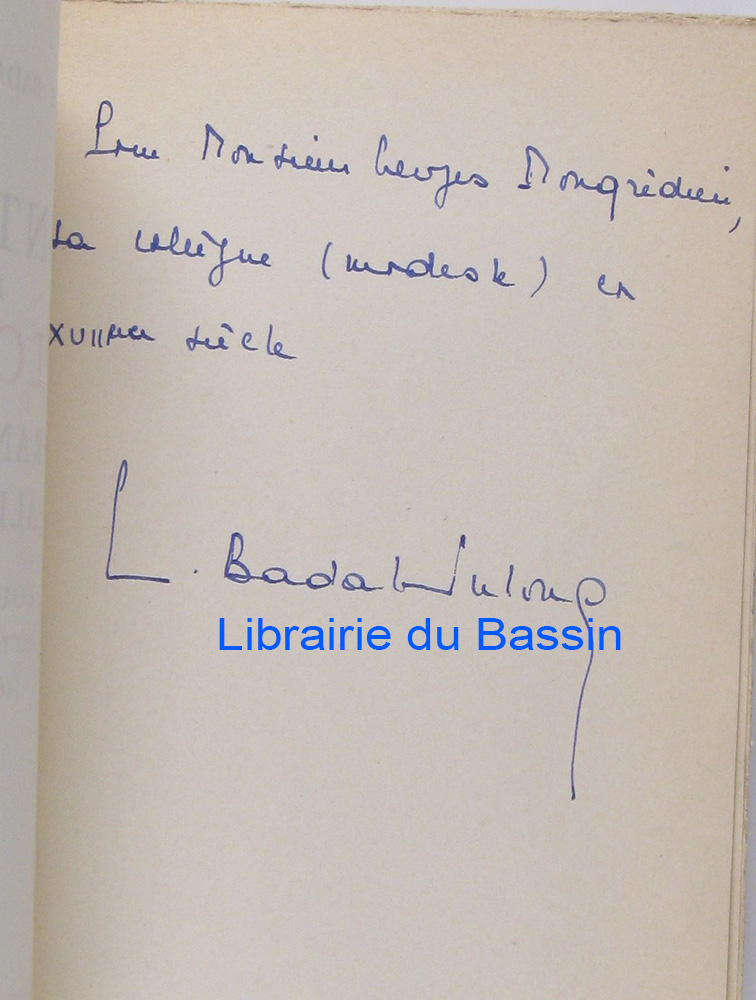 Pour Monsieur Georges Mongrédien,
sa collègue (modeste) en
XVIIème siècle
L. Badalo-Dulong
Librairie du Bassin